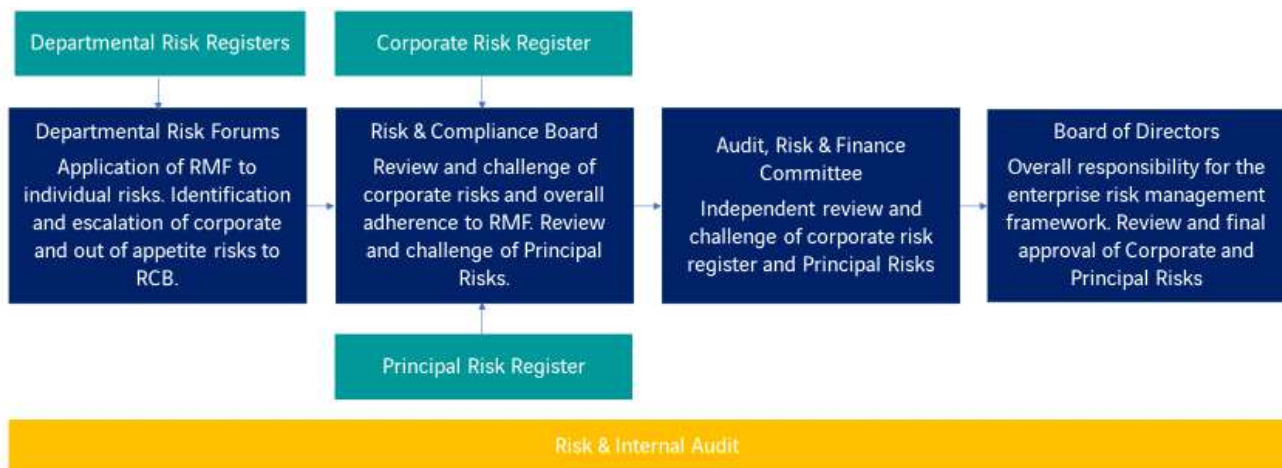 Departmental Risk Registers
Corporate Risk Register
Departmental Risk Forums
Application of RMF to
individual risks. Identification
and escalation of corporate
and out of appetite risks to
RCB.
Risk & Compliance Board
Review and challenge of
corporate risks and overall
adherence to RMF. Review
and challenge of Principal
Risks.
Audit, Risk & Finance
Committee
Independent review and
challenge of corporate risk
register and Principal Risks
Board of Directors
Overall responsibility for the
enterprise risk management
framework. Review and final
approval of Corporate and
Principal Risks
Principal Risk Register
Risk & Internal Audit